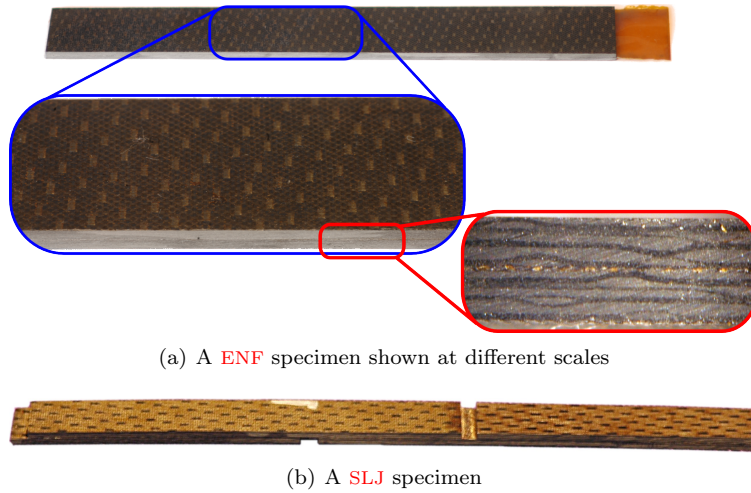 (a) A ENF specimen shown at different scales
(b) A SLJ specimen